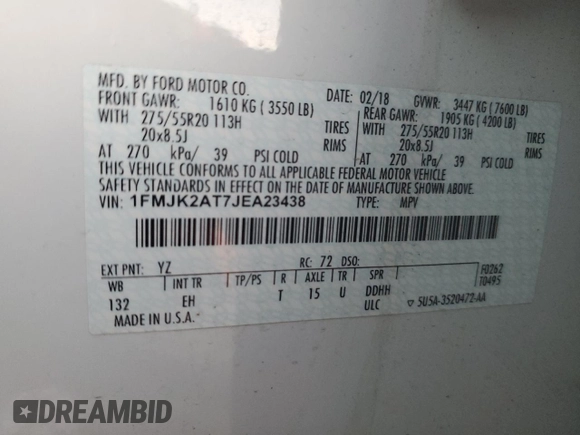 MFD. BY FORD MOTOR CO.
DATE: 02/18 GVWR: 3447 KG (7600 LB)
FRONT GAWR: 1610 KG (3550 LB) REAR GAWR: 1905 KG (4200 LB)
WITH 275/55R20 113H TIRES WITH 275/55R20 113H TIRES
20x8.5J RIMS 20x8.5J RIMS
AT 270 kPa/ 39 PSI COLD AT 270 kPa/ 39 PSI COLD
THIS VEHICLE CONFORMS TO ALL APPLICABLE FEDERAL MOTOR VEHICLE
SAFETY STANDARDS IN EFFECT ON THE DATE OF MANUFACTURE SHOWN ABOVE.
VIN: 1FMJK2AT7JEA23438 TYPE: MPV
EXT PNT: YZ RC: 72 DSO: F0262
WB INT TR TP/PS R AXLE TR SPR T0495
132 EH T 15 U DDHH
ULC ▽ 5U5A-3520472-AA
MADE IN U.S.A.
DREAMBID